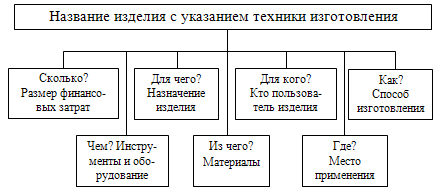 Название изделия с указанием техники изготовления
Сколько?
Размер финансо-
вых затрат
Для чего?
Назначение
изделия
Для кого?
Кто пользова-
тель изделия
Как?
Способ
изготовления
Чем? Инстру-
менты и обо-
рудование
Из чего?
Материалы
Где?
Место
применения